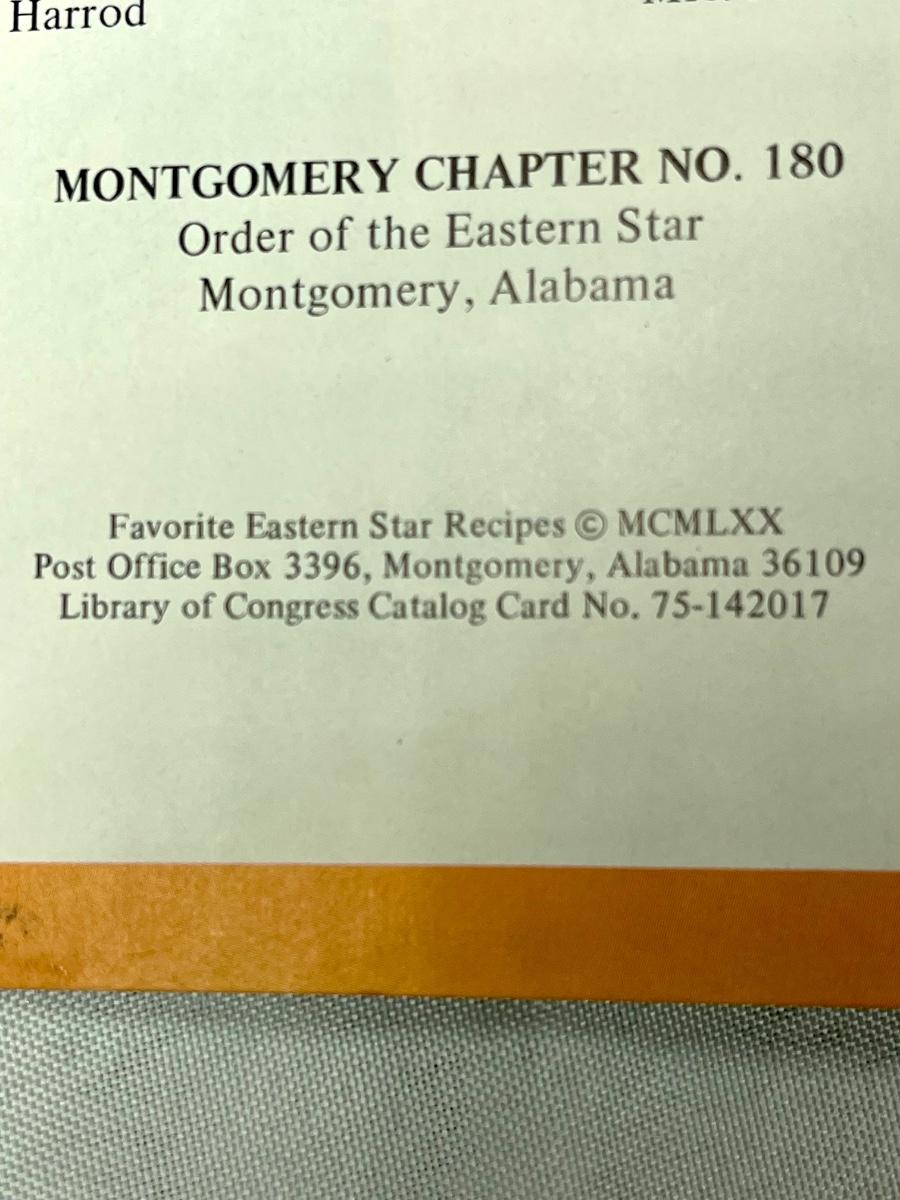 Harrod
MONTGOMERY CHAPTER NO. 180
Order of the Eastern Star
Montgomery, Alabama
Favorite Eastern Star Recipes © MCMLXX
Post Office Box 3396, Montgomery, Alabama 36109
Library of Congress Catalog Card No. 75-142017